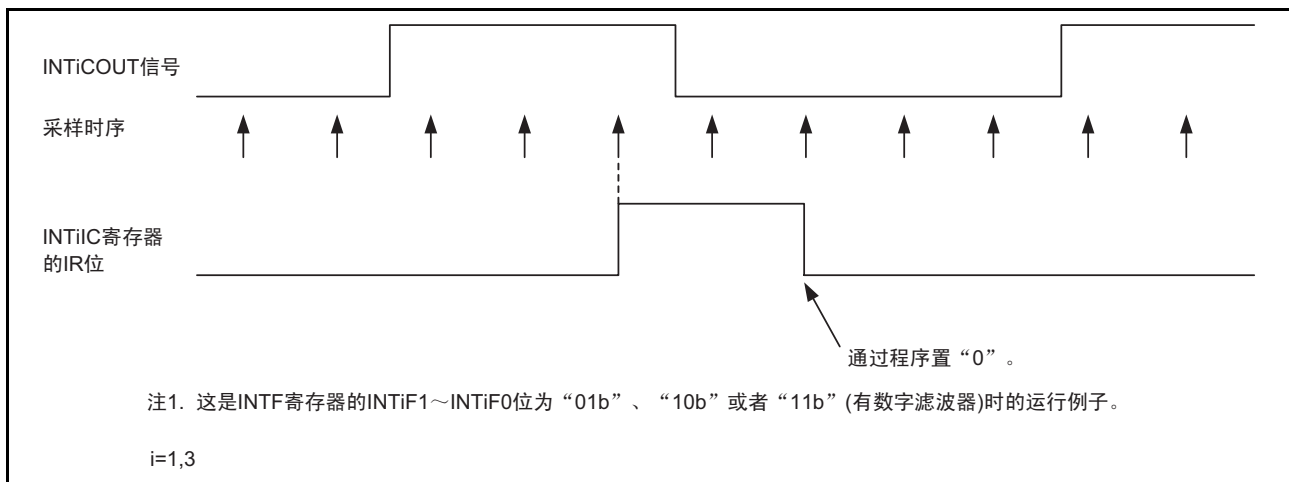 INTiCOUT信号
采样时序
INTiIC寄存器
的IR位
通过程序置“0”。
注1. 这是INTF寄存器的INTiF1～INTiF0位为“01b”、“10b”或者“11b”(有数字滤波器)时的运行例子。
i=1,3